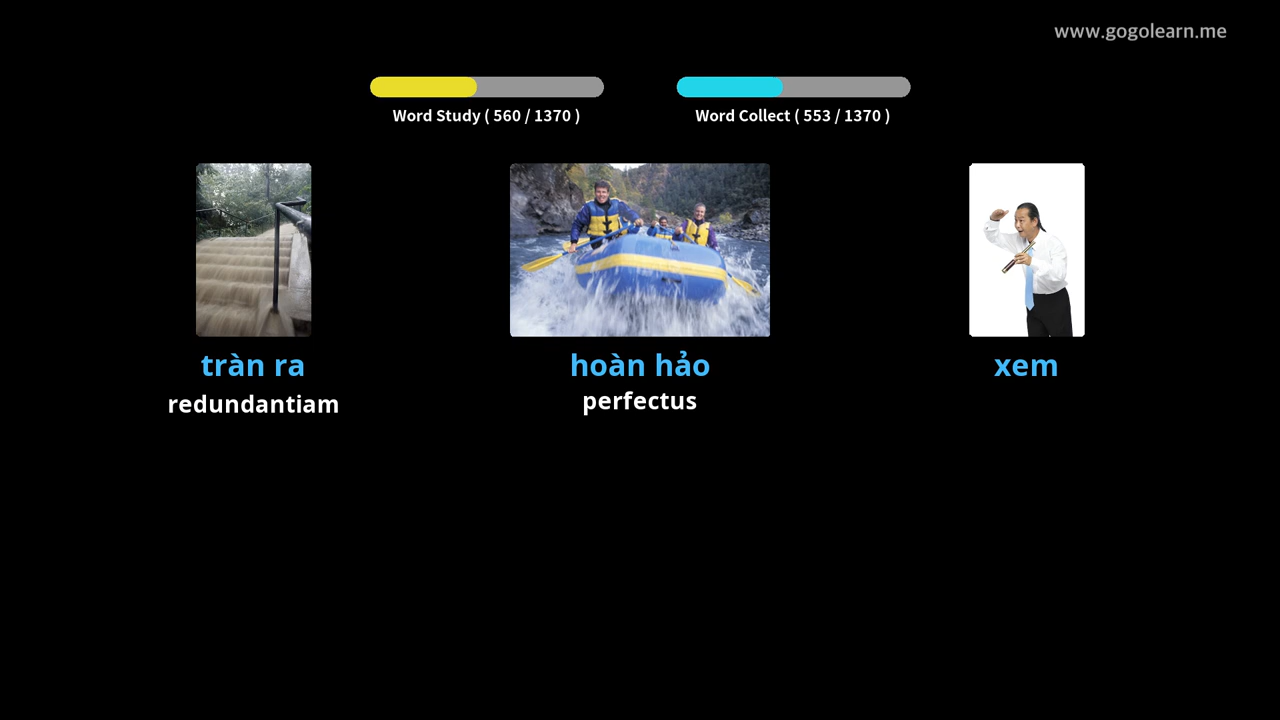 www.gogolearn.me
Word Study ( 560 / 1370 )
Word Collect ( 553 / 1370 )
tràn ra
hoàn hảo
xem
redundantiam
perfectus